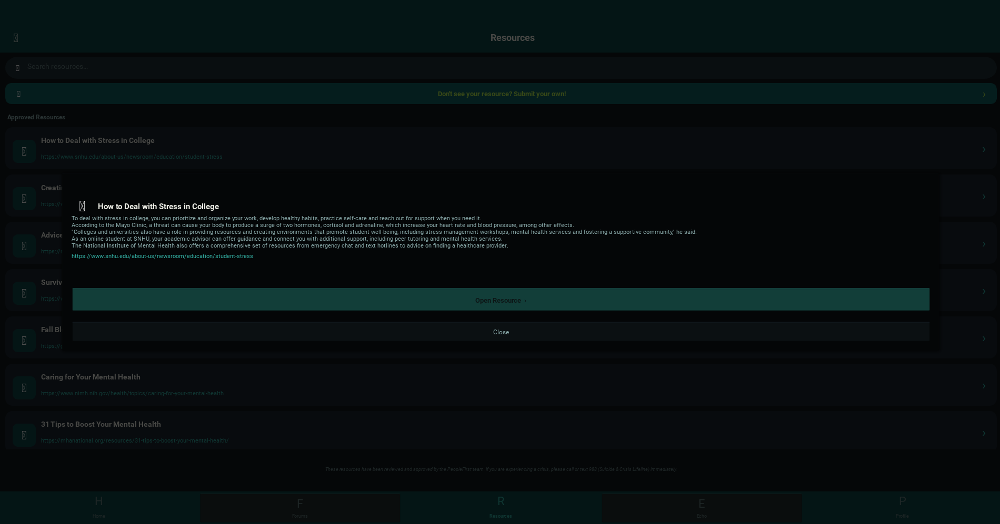 Resources
Search resources...
Don't see your resource? Submit your own!
›
Approved Resources
How to Deal with Stress in College
https://www.snhu.edu/about-us/newsroom/education/student-stress
›
Creati
https://
›
Advice
https://
›
Surviv
https://
›
Fall Bl
https://
›
How to Deal with Stress in College
To deal with stress in college, you can prioritize and organize your work, develop healthy habits, practice self-care and reach out for support when you need it.
According to the Mayo Clinic, a threat can cause your body to produce a surge of two hormones, cortisol and adrenaline, which increase your heart rate and blood pressure, among other effects.
"Colleges and universities also have a role in providing resources and creating environments that promote student well-being, including stress management workshops, mental health services and fostering a supportive community," he said.
As an online student at SNHU, your academic advisor can offer guidance and connect you with additional support, including peer tutoring and mental health services.
The National Institute of Mental Health also offers a comprehensive set of resources from emergency chat and text hotlines to advice on finding a healthcare provider.
https://www.snhu.edu/about-us/newsroom/education/student-stress
Open Resource ›
Close
Caring for Your Mental Health
https://www.nimh.nih.gov/health/topics/caring-for-your-mental-health
›
31 Tips to Boost Your Mental Health
https://mhanational.org/resources/31-tips-to-boost-your-mental-health/
›
These resources have been reviewed and approved by the PeopleFirst team. If you are experiencing a crisis, please call or text 988 (Suicide & Crisis Lifeline) immediately.
H F R E P
Home Forums Resources Echo Profile